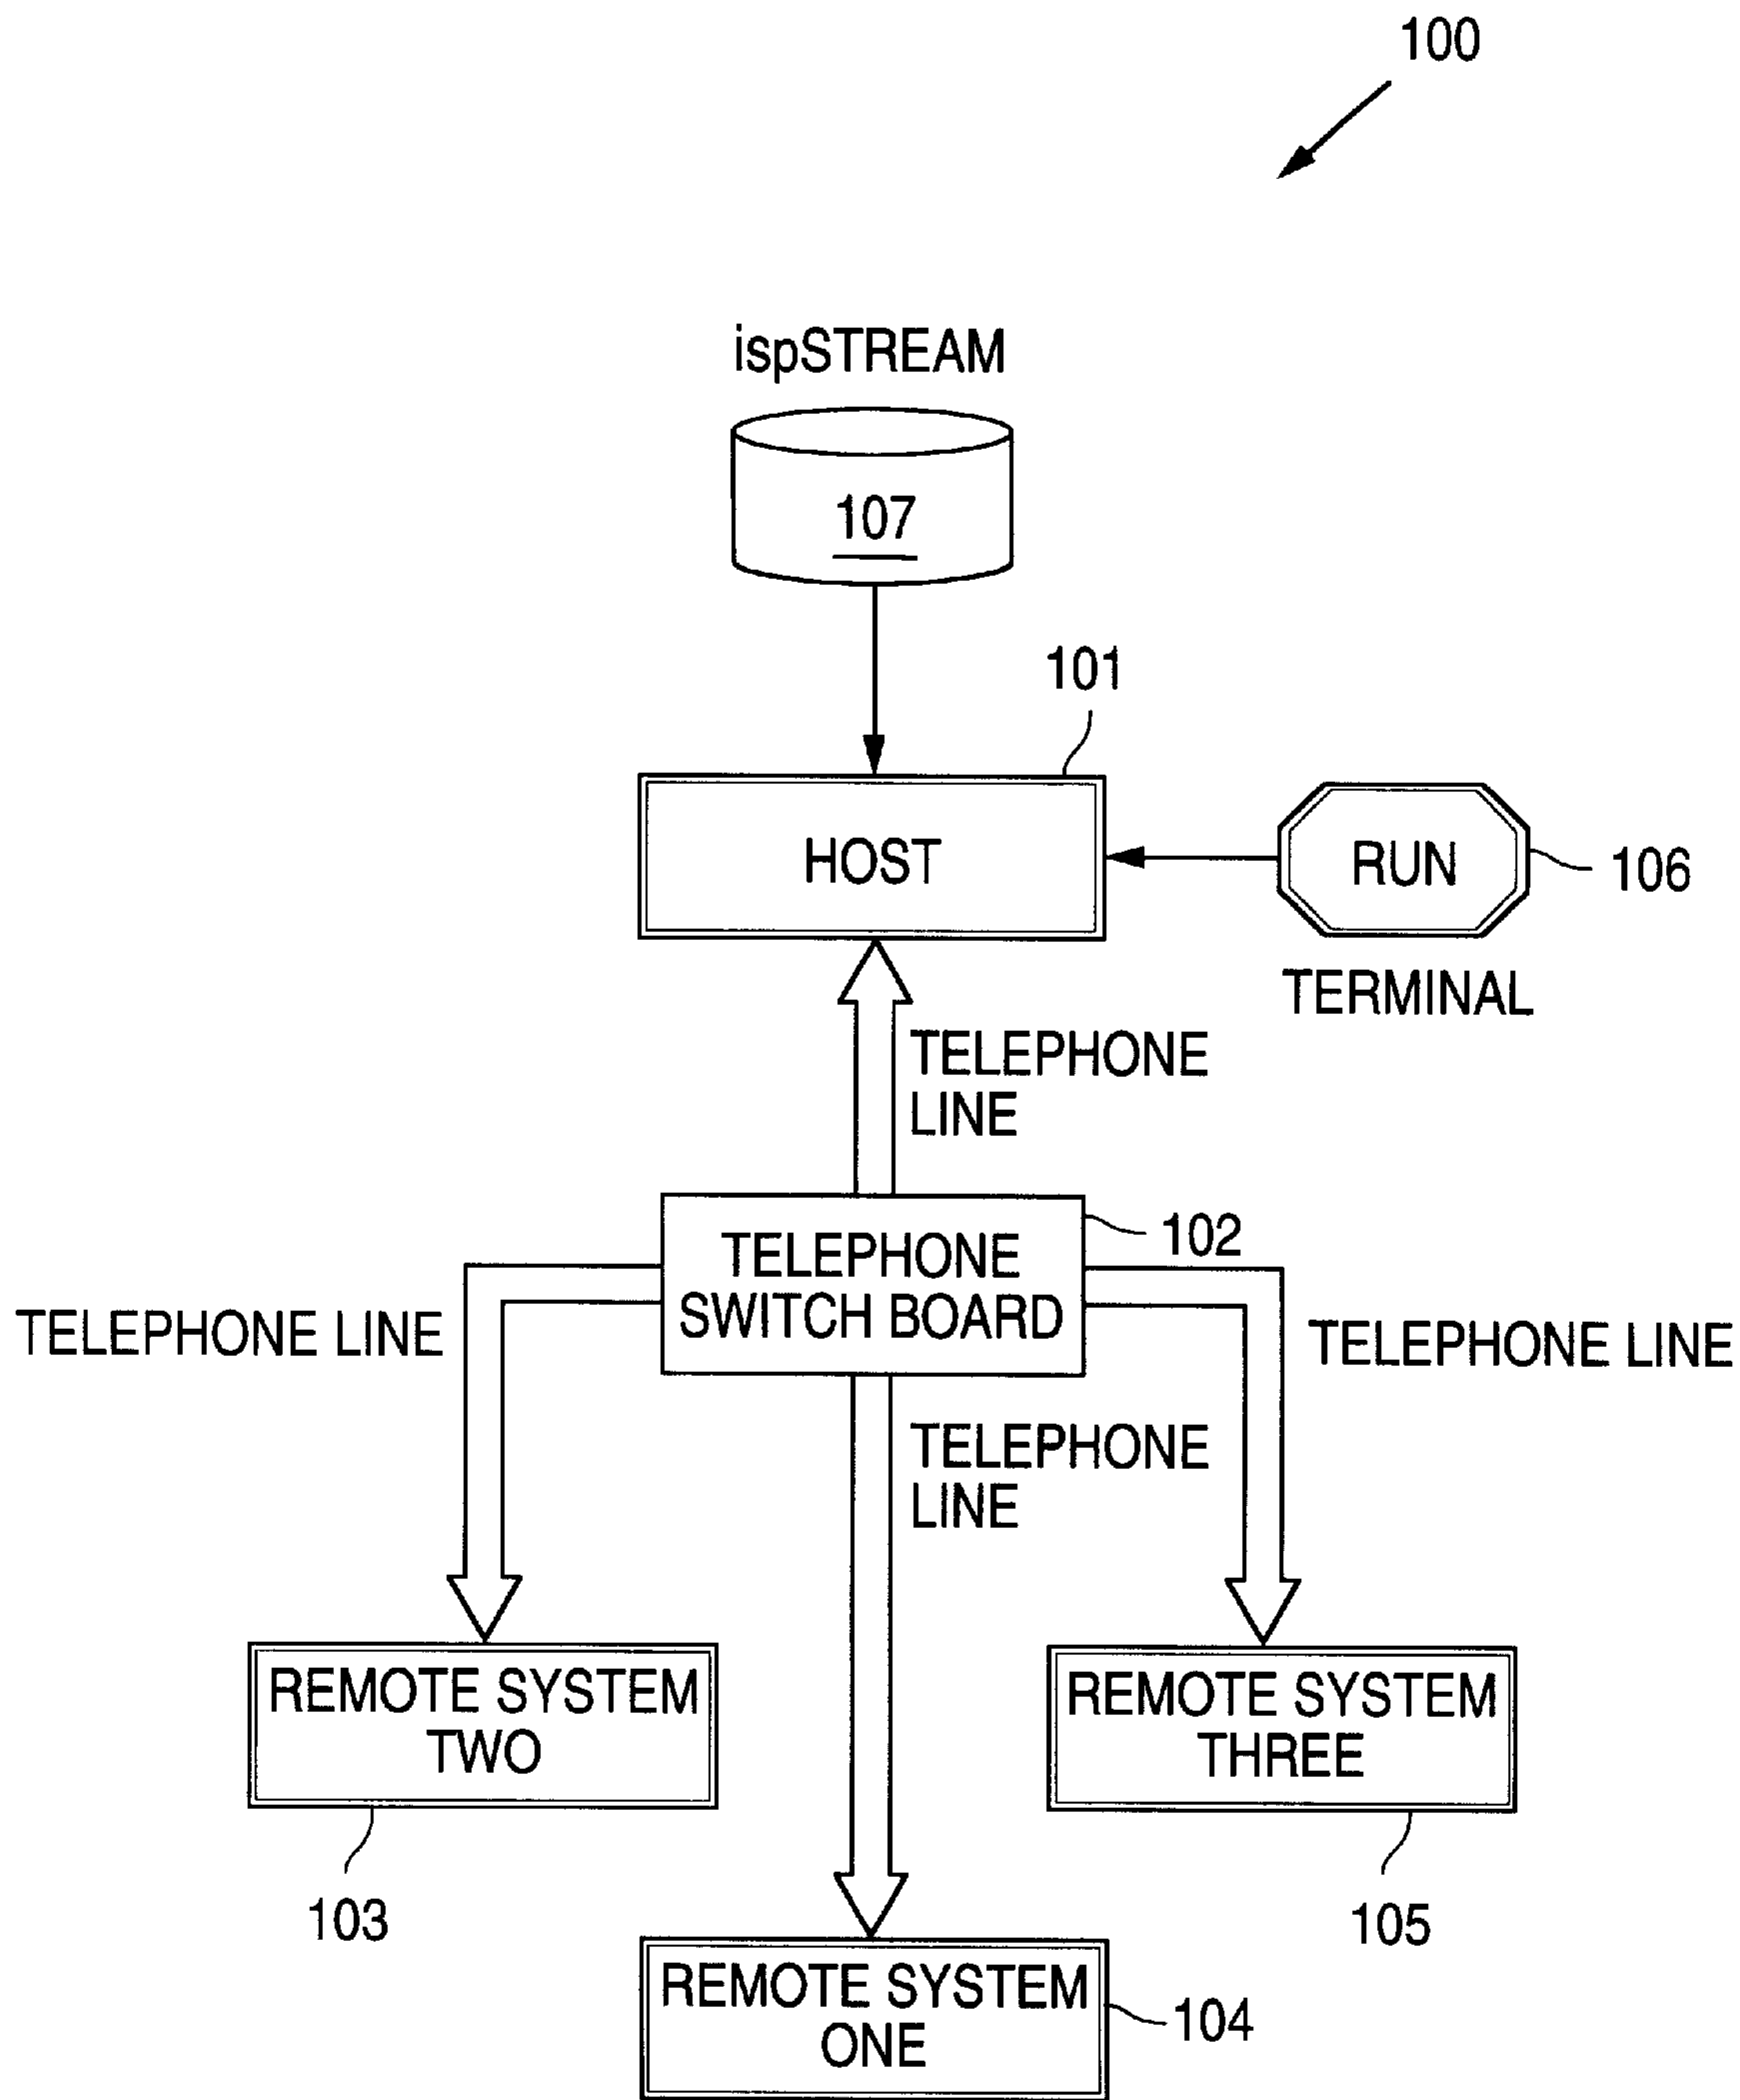 100
ispSTREAM
107
101
HOST
RUN
106
TERMINAL
TELEPHONE
LINE
TELEPHONE
SWITCH BOARD
102
TELEPHONE LINE
TELEPHONE LINE
TELEPHONE
LINE
REMOTE SYSTEM
TWO
REMOTE SYSTEM
THREE
103
105
REMOTE SYSTEM
ONE
104